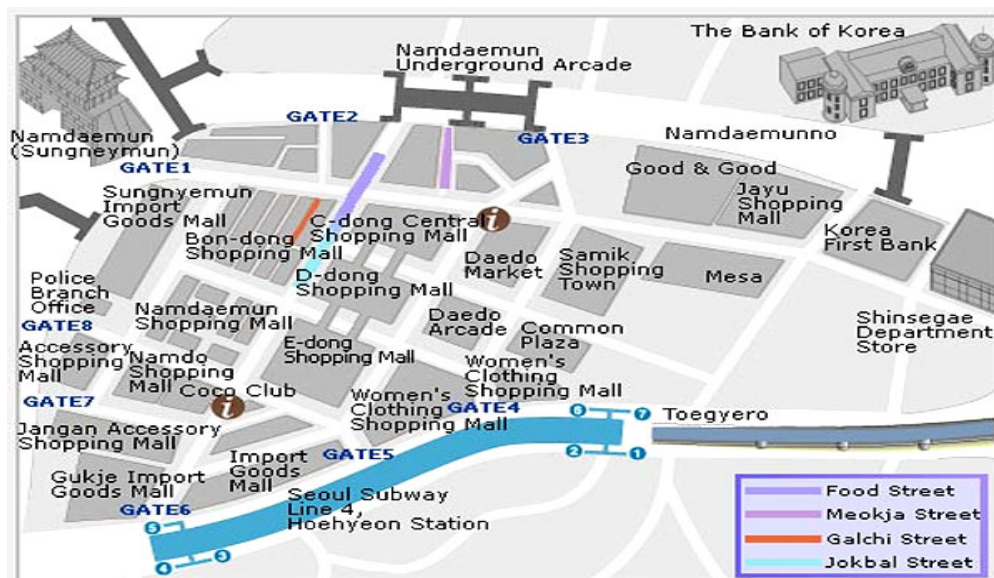 The Bank of Korea
Namdaemun
Underground Arcade
GATE2
Namdaemun
(Sungneymun)
GATE1
GATE3
Namdaemunno
Good & Good
Jayu
Shopping
Mall
Sungnyemun
Import
Goods Mall
Bon-dong
Shopping Mall
C-dong Central
Shopping Mall
i
Korea
First Bank
D-dong
Shopping Mall
Daedo
Market
Samik
Shopping
Town
Mesa
Police
Branch
Office
Namdaemun
Shopping Mall
Daedo
Arcade
Common
Plaza
Shinsegae
Department
Store
GATE8
Accessory
Shopping
Mall
Namdo
Shopping
Mall
E-dong
Shopping Mall
Women's
Clothing
Shopping Mall
Coco Club
i
Women's
Clothing
Shopping Mall
GATE4
GATE7
Jangan Accessory
Shopping Mall
6
7
Toegyero
2
1
Gukje Import
Goods Mall
Import
Goods
Mall
GATE5
GATE6
Seoul Subway
Line 4,
Hoehyeon Station
5
4
3
Food Street
Meokja Street
Galchi Street
Jokbal Street